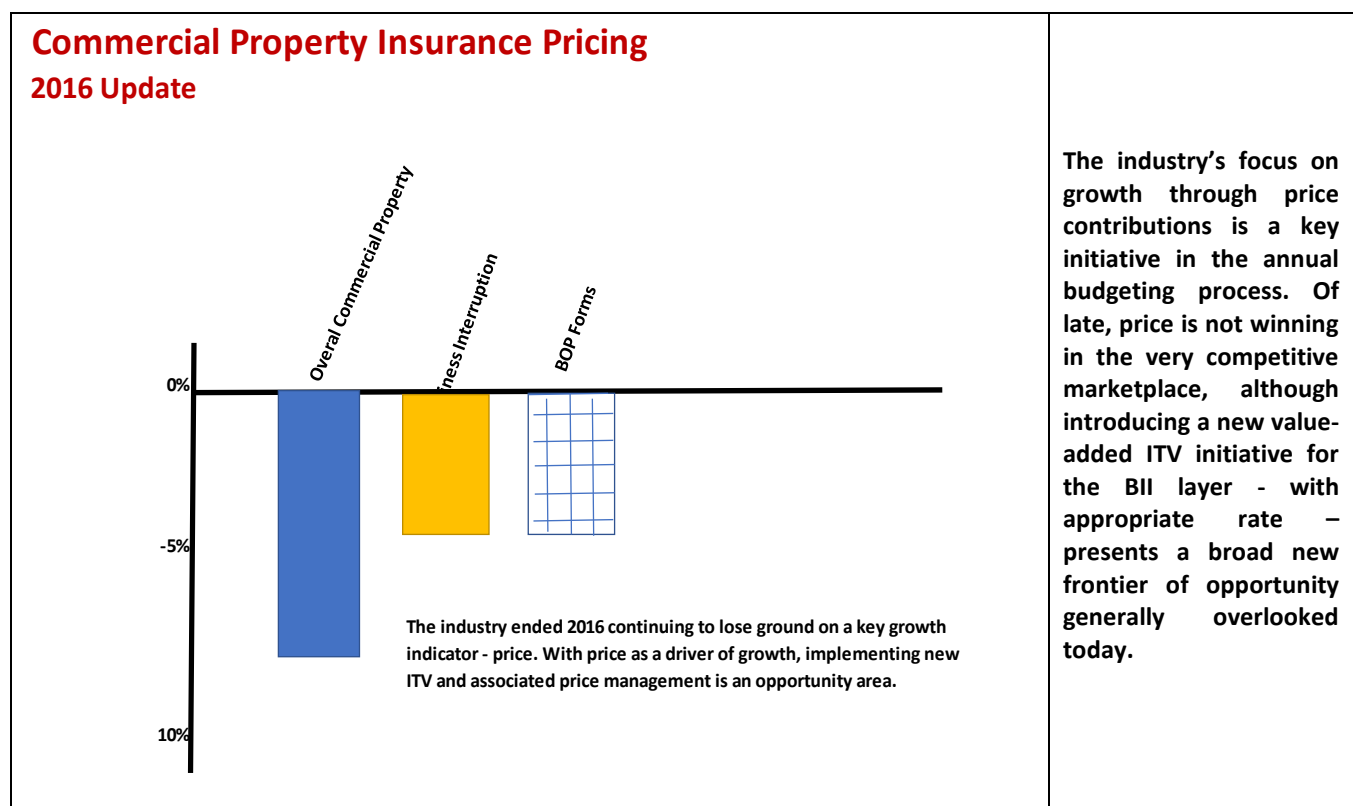 Commercial Property Insurance Pricing
2016 Update
Overal Commercial Property
iness Interruption
BOP Forms
0%
-5%
10%
The industry ended 2016 continuing to lose ground on a key growth
indicator - price. With price as a driver of growth, implementing new
ITV and associated price management is an opportunity area.
The industry’s focus on
growth through price
contributions is a key
initiative in the annual
budgeting process. Of
late, price is not winning
in the very competitive
marketplace, although
introducing a new value-
added ITV initiative for
the BII layer - with
appropriate rate –
presents a broad new
frontier of opportunity
generally overlooked
today.